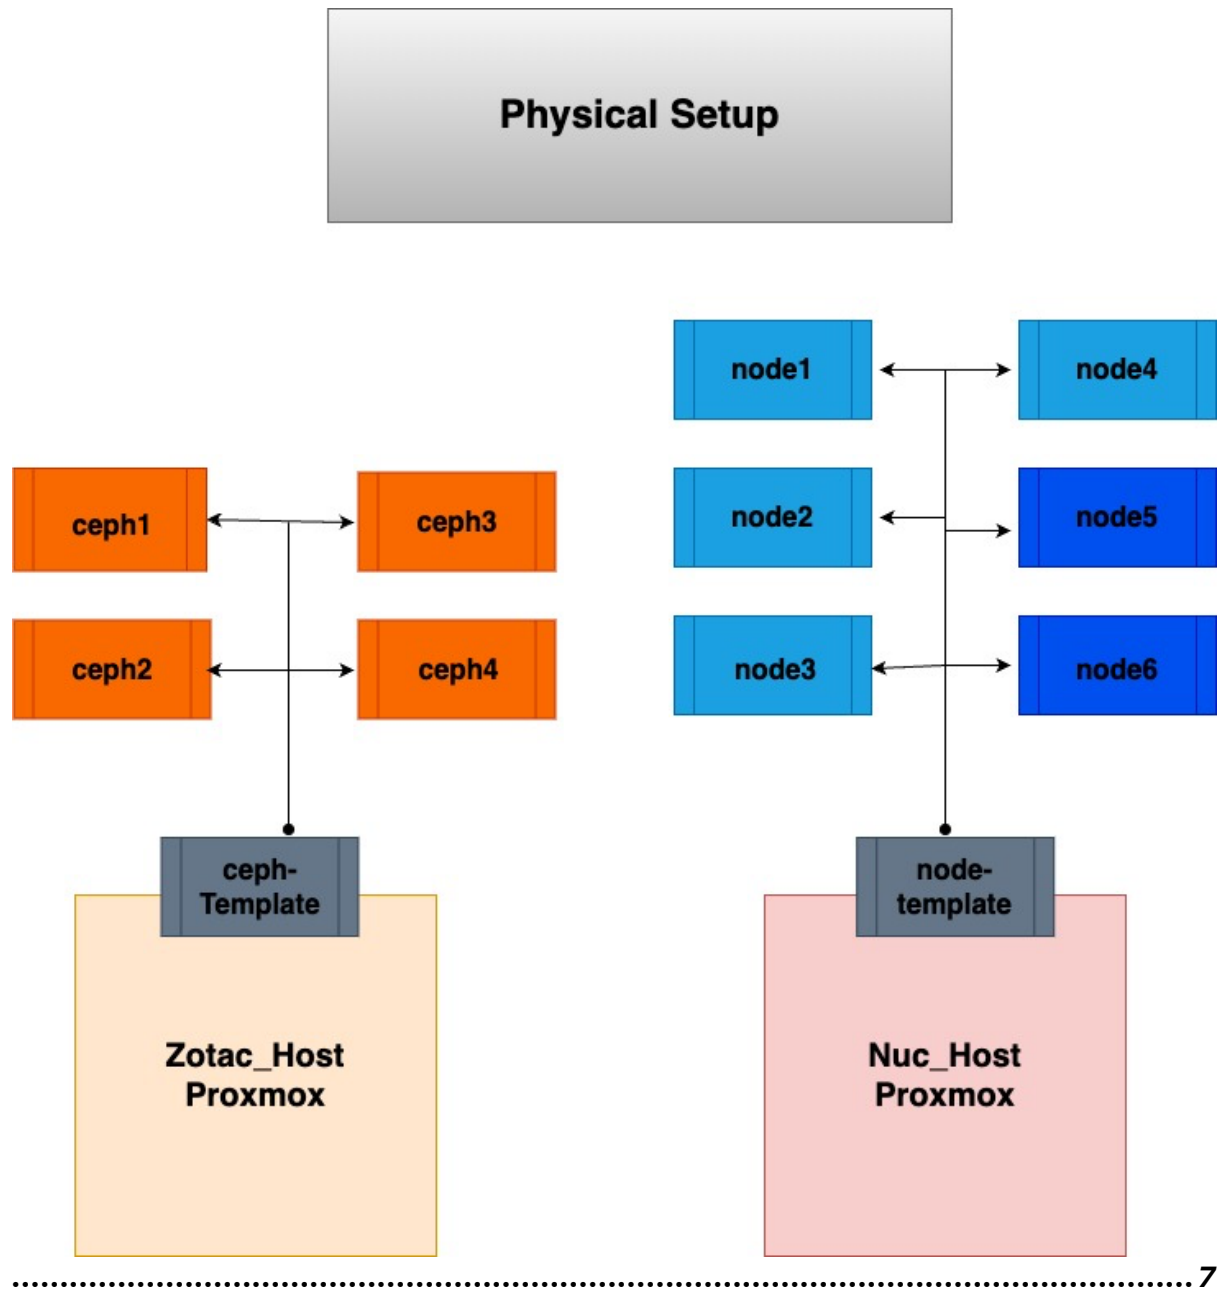 Physical Setup
node1
node4
node2
node5
node3
node6
ceph1
ceph3
ceph2
ceph4
ceph-
Template
node-
template
Zotac_Host
Proxmox
Nuc_Host
Proxmox
.......................................................................................... 7